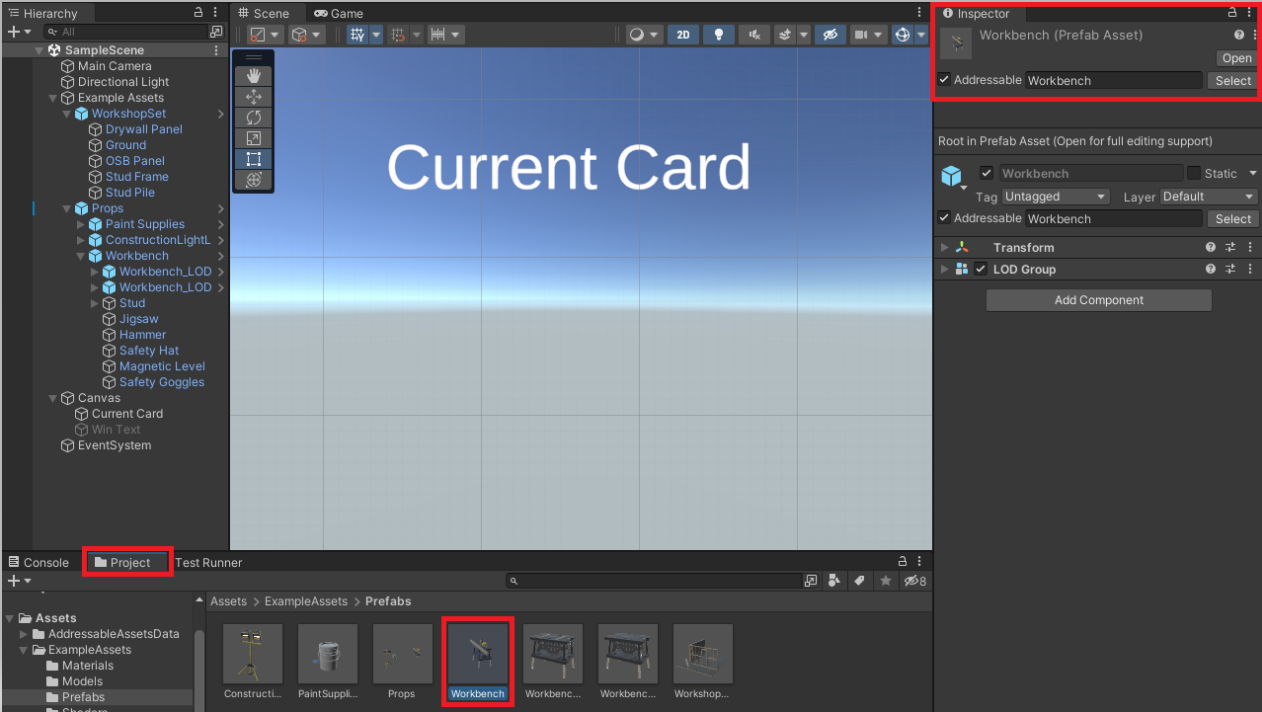 Hierarchy
All
SampleScene
Main Camera
Directional Light
Example Assets
WorkshopSet
Drywall Panel
Ground
OSB Panel
Stud Frame
Stud Pile
Props
Paint Supplies
ConstructionLightL
Workbench
Workbench_LOD
Workbench_LOD
Stud
Jigsaw
Hammer
Safety Hat
Magnetic Level
Safety Goggles
Canvas
Current Card
Win Text
EventSystem
Scene Game
2D
Current Card
Inspector
Workbench (Prefab Asset)
Open
Addressable Workbench Select
Root in Prefab Asset (Open for full editing support)
Workbench Static
Tag Untagged Layer Default
Addressable Workbench Select
Transform
LOD Group
Add Component
Console Project Test Runner
8
Assets
AddressableAssetsData
ExampleAssets
Materials
Models
Prefabs
Shaders
Assets > ExampleAssets > Prefabs
Constructi... PaintSuppli... Props Workbench Workbenc... Workbenc... Workshop...